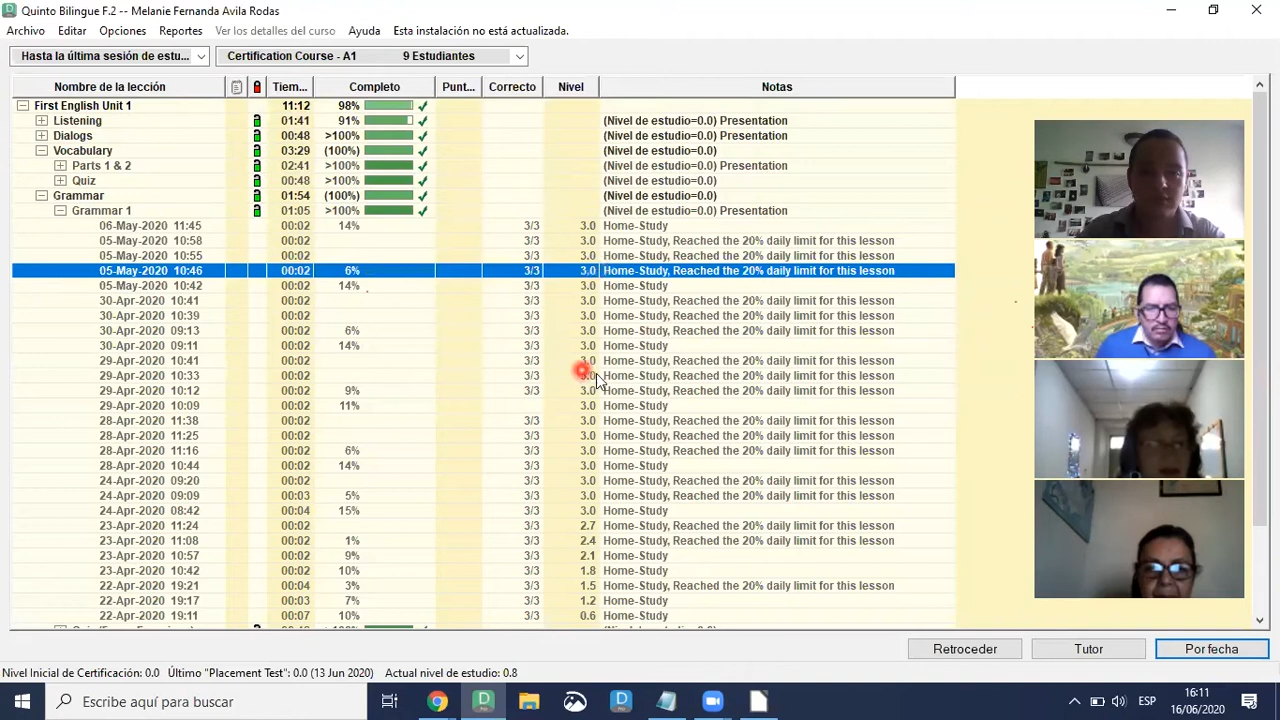 Quinto Bilingue F.2 -- Melanie Fernanda Avila Rodas
Archivo Editar Opciones Reportes Ver los detalles del curso Ayuda Esta instalación no está actualizada.
Hasta la última sesión de estu... Certification Course - A1 9 Estudiantes
Nombre de la lección Tiem... Completo Punt... Correcto Nivel Notas
First English Unit 1 11:12 98%
Listening 01:41 91% (Nivel de estudio=0.0) Presentation
Dialogs 00:48 >100% (Nivel de estudio=0.0) Presentation
Vocabulary 03:29 (100%) (Nivel de estudio=0.0)
Parts 1 & 2 02:41 >100% (Nivel de estudio=0.0) Presentation
Quiz 00:48 >100% (Nivel de estudio=0.0)
Grammar 01:54 (100%) (Nivel de estudio=0.0)
Grammar 1 01:05 >100% (Nivel de estudio=0.0) Presentation
06-May-2020 11:45 00:02 14% 3/3 3.0 Home-Study
05-May-2020 10:58 00:02 3/3 3.0 Home-Study, Reached the 20% daily limit for this lesson
05-May-2020 10:55 00:02 3/3 3.0 Home-Study, Reached the 20% daily limit for this lesson
05-May-2020 10:46 00:02 6% 3/3 3.0 Home-Study, Reached the 20% daily limit for this lesson
05-May-2020 10:42 00:02 14% 3/3 3.0 Home-Study
30-Apr-2020 10:41 00:02 3/3 3.0 Home-Study, Reached the 20% daily limit for this lesson
30-Apr-2020 10:39 00:02 3/3 3.0 Home-Study, Reached the 20% daily limit for this lesson
30-Apr-2020 09:13 00:02 6% 3/3 3.0 Home-Study, Reached the 20% daily limit for this lesson
30-Apr-2020 09:11 00:02 14% 3/3 3.0 Home-Study
29-Apr-2020 10:41 00:02 3/3 3.0 Home-Study, Reached the 20% daily limit for this lesson
29-Apr-2020 10:33 00:02 3/3 3.0 Home-Study, Reached the 20% daily limit for this lesson
29-Apr-2020 10:12 00:02 9% 3/3 3.0 Home-Study, Reached the 20% daily limit for this lesson
29-Apr-2020 10:09 00:02 11% 3.0 Home-Study
28-Apr-2020 11:38 00:02 3/3 3.0 Home-Study, Reached the 20% daily limit for this lesson
28-Apr-2020 11:25 00:02 3/3 3.0 Home-Study, Reached the 20% daily limit for this lesson
28-Apr-2020 11:16 00:02 6% 3/3 3.0 Home-Study, Reached the 20% daily limit for this lesson
28-Apr-2020 10:44 00:02 14% 3/3 3.0 Home-Study
24-Apr-2020 09:20 00:02 3/3 3.0 Home-Study, Reached the 20% daily limit for this lesson
24-Apr-2020 09:09 00:03 5% 3/3 3.0 Home-Study, Reached the 20% daily limit for this lesson
24-Apr-2020 08:42 00:02 15% 3/3 3.0 Home-Study
23-Apr-2020 11:24 00:02 3/3 2.7 Home-Study, Reached the 20% daily limit for this lesson
23-Apr-2020 11:08 00:02 1% 3/3 2.4 Home-Study, Reached the 20% daily limit for this lesson
23-Apr-2020 10:57 00:02 9% 3/3 2.1 Home-Study
23-Apr-2020 10:42 00:02 10% 3/3 1.8 Home-Study
22-Apr-2020 19:21 00:04 3% 3/3 1.5 Home-Study, Reached the 20% daily limit for this lesson
22-Apr-2020 19:17 00:03 7% 3/3 1.2 Home-Study
22-Apr-2020 19:11 00:07 10% 3/3 0.6 Home-Study
Retroceder Tutor Por fecha
Nivel Inicial de Certificación: 0.0 Último "Placement Test": 0.0 (13 Jun 2020) Actual nivel de estudio: 0.8
Escribe aquí para buscar ESP 16:11
16/06/2020